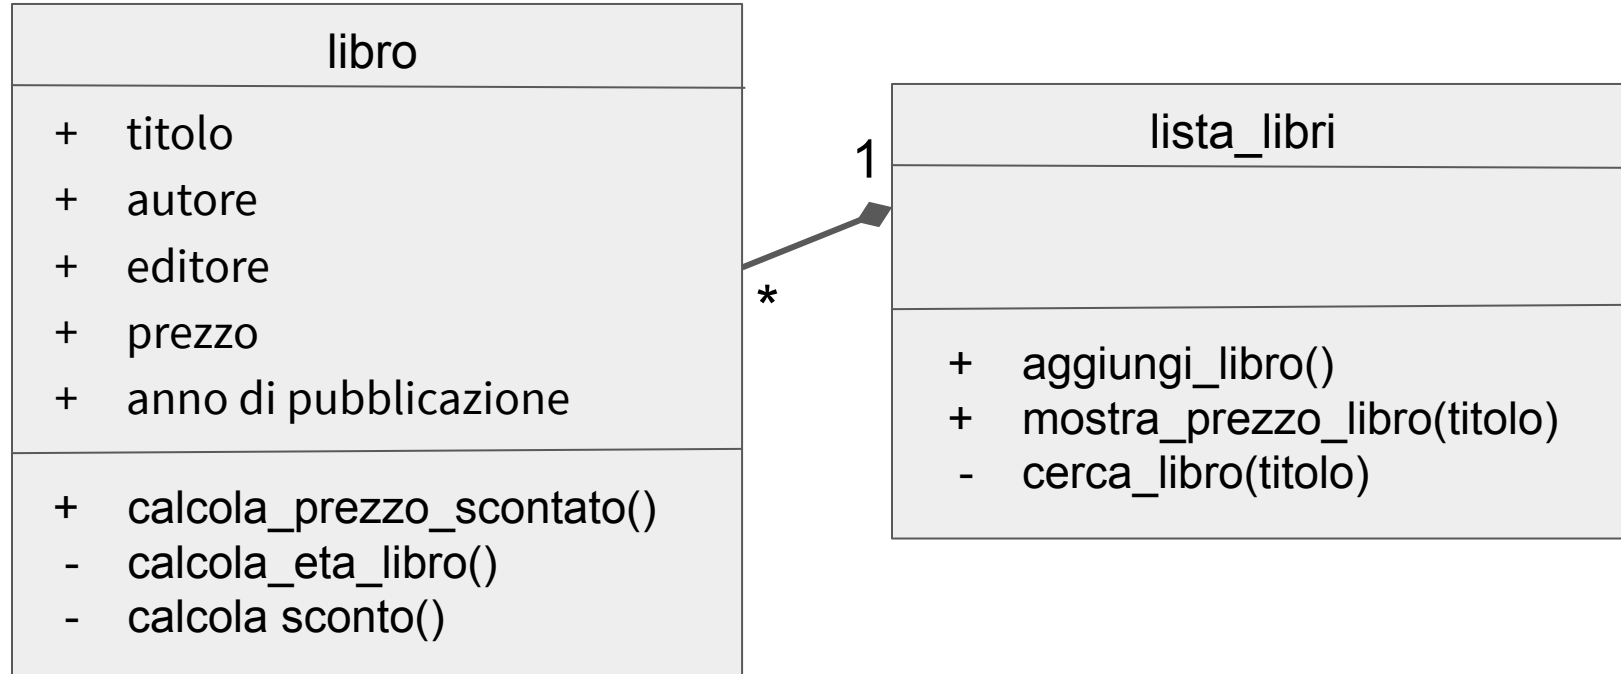 libro
+ titolo
+ autore
+ editore
+ prezzo
+ anno di pubblicazione
+ calcola_prezzo_scontato()
- calcola_eta_libro()
- calcola sconto()
1
*
lista_libri
+ aggiungi_libro()
+ mostra_prezzo_libro(titolo)
- cerca_libro(titolo)